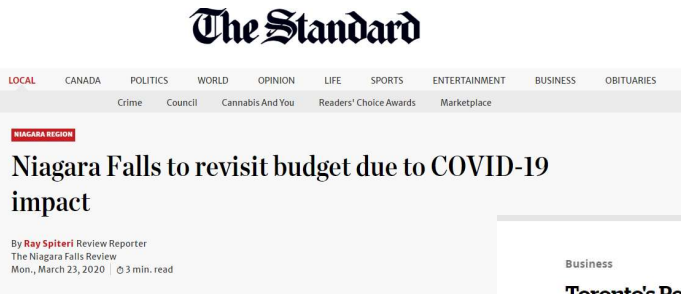 The Standard
LOCAL CANADA POLITICS WORLD OPINION LIFE SPORTS ENTERTAINMENT BUSINESS OBITUARIES
Crime Council Cannabis And You Readers' Choice Awards Marketplace
NIAGARA REGION
Niagara Falls to revisit budget due to COVID-19
impact
By Ray Spiteri Review Reporter
The Niagara Falls Review
Mon., March 23, 2020 3 min. read
Business
Toronto's